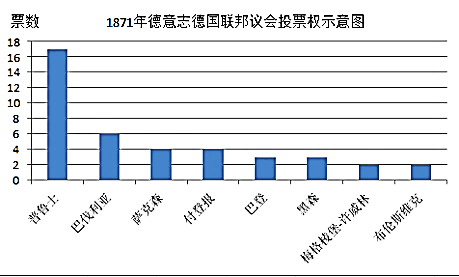 票数
1871年德意志德国联邦议会投票权示意图
18
16
14
12
10
8
6
4
2
0
普鲁士
巴伐利亚
萨克森
付登报
巴登
黑森
梅格枝堡-许威林
布伦斯维克